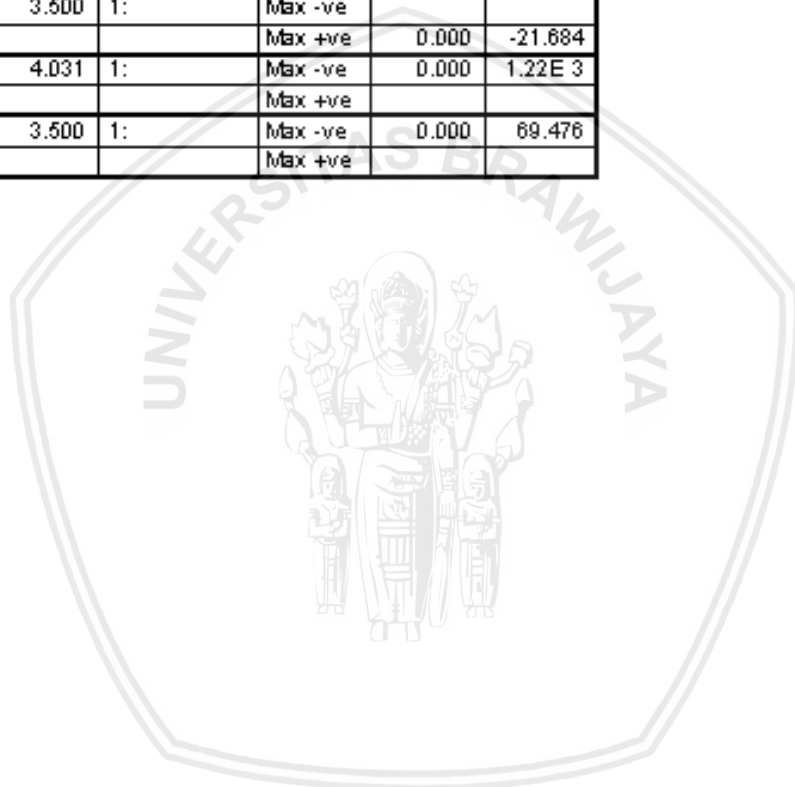 3.500 1: Max -ve
Max +ve 0.000 -21.684
4.031 1: Max -ve 0.000 1.22E 3
Max +ve
3.500 1: Max -ve 0.000 69.476
Max +ve
UNIVERSITAS BRAWIJAYA